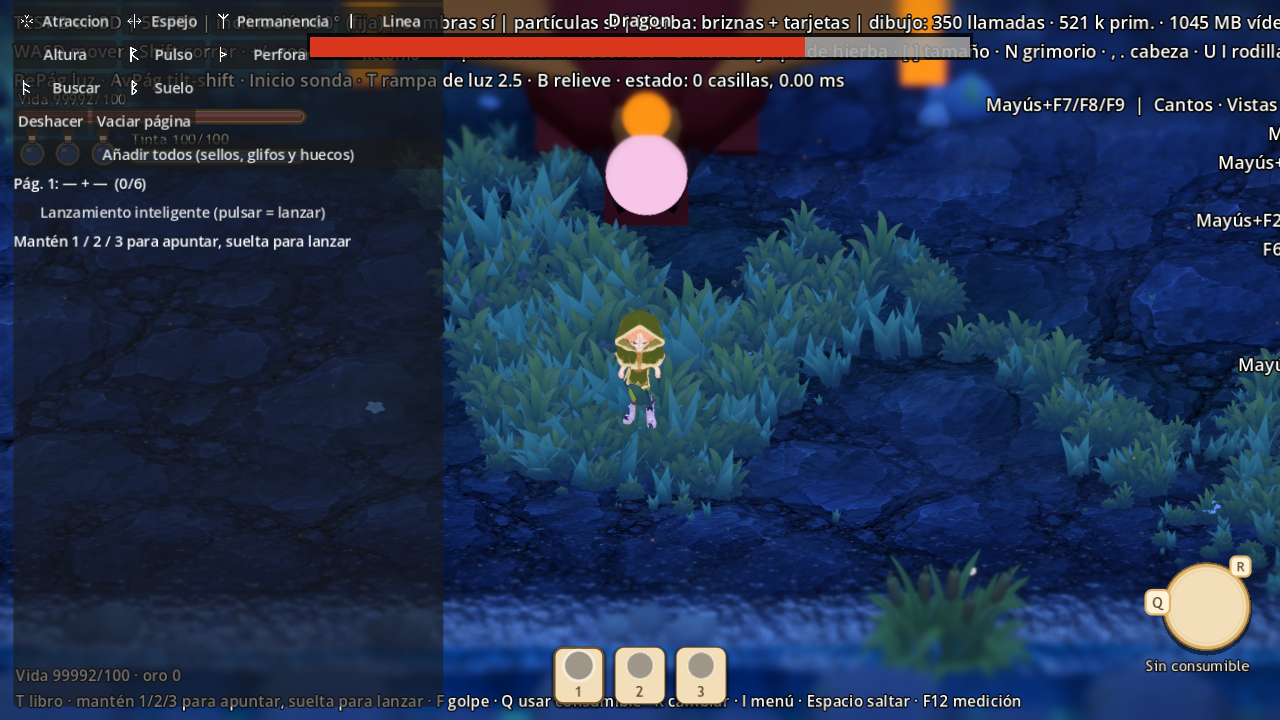 Atraccion Espejo Permanencia Linea
Dragon
mbras sí | partículas s | dibujo: 350 llamadas · 521 k prim. · 1045 MB víde
Altura Pulso Perfora
de hierba · [ ] tamaño · N grimorio · , . cabeza · U I rodilla
RePág luz · AvPág tilt-shift · Inicio sonda · T rampa de luz 2.5 · B relieve · estado: 0 casillas, 0.00 ms
Buscar Suelo
Vida 99992/100
Mayús+F7/F8/F9 | Cantos · Vistas
Deshacer Vaciar página
Tinta 100/100
Añadir todos (sellos, glifos y huecos)
Mayús+
Pág. 1: — + — (0/6)
Lanzamiento inteligente (pulsar = lanzar)
Mayús+F2
Mantén 1 / 2 / 3 para apuntar, suelta para lanzar
F6
Mayú
R
Q
Sin consumible
Vida 99992/100 · oro 0
1 2 3
T libro · mantén 1/2/3 para apuntar, suelta para lanzar · F golpe · Q usar consumible · R cambiar · I menú · Espacio saltar · F12 medición